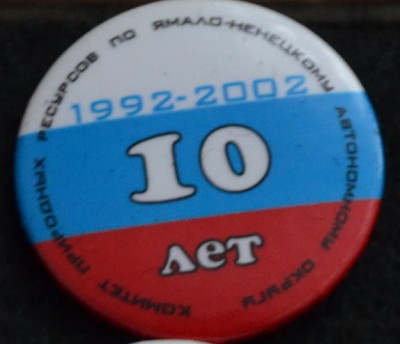 КОМИТЕТ ПРИРОДНЫХ РЕСУРСОВ ПО ЯМАЛО-НЕНЕЦКОМУ АВТОНОМНОМУ ОКРУГУ
1992-2002
10
лет